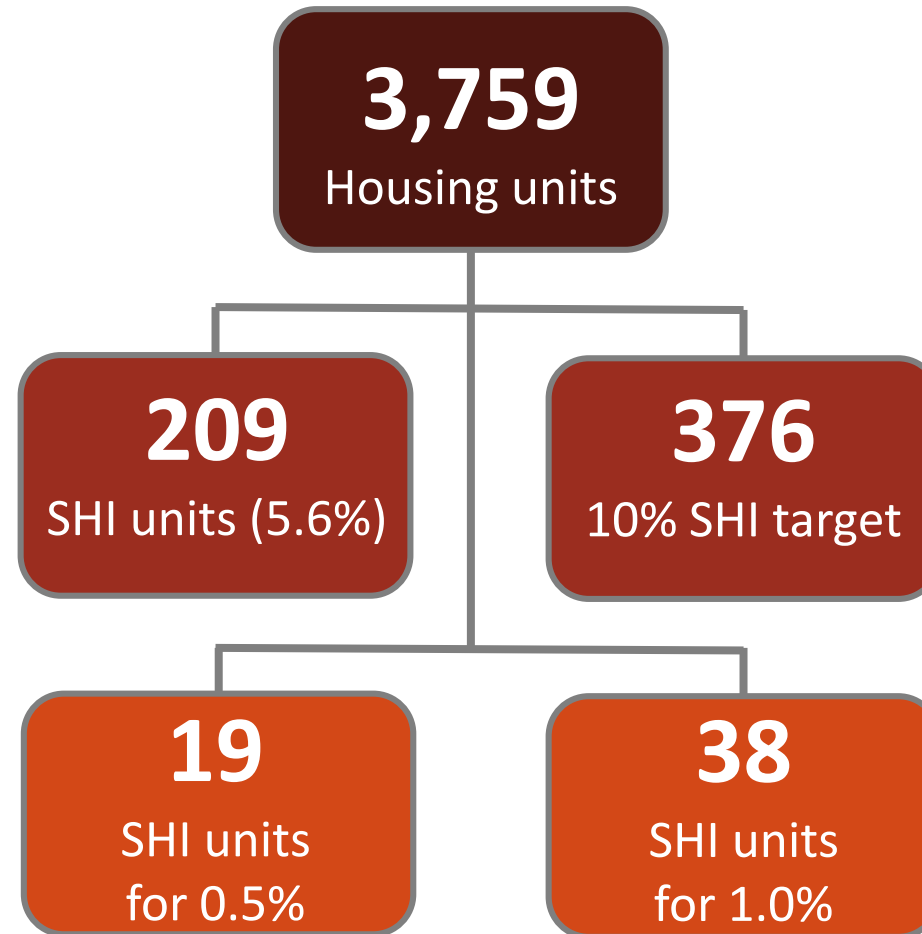 3,759
Housing units
209
SHI units (5.6%)
376
10% SHI target
19
SHI units
for 0.5%
38
SHI units
for 1.0%